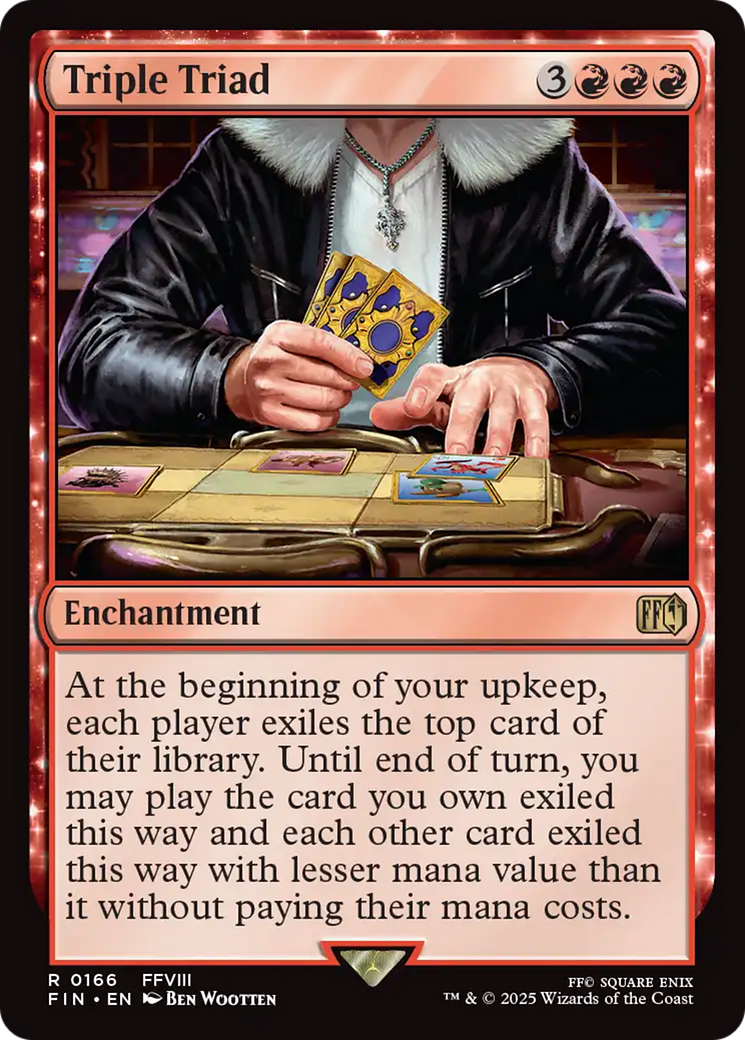 Triple Triad 3
Enchantment FF
At the beginning of your upkeep,
each player exiles the top card of
their library. Until end of turn, you
may play the card you own exiled
this way and each other card exiled
this way with lesser mana value than
it without paying their mana costs.
R 0166 FFVIII
FIN • EN Ben Wootten
FF© SQUARE ENIX
™ & © 2025 Wizards of the Coast